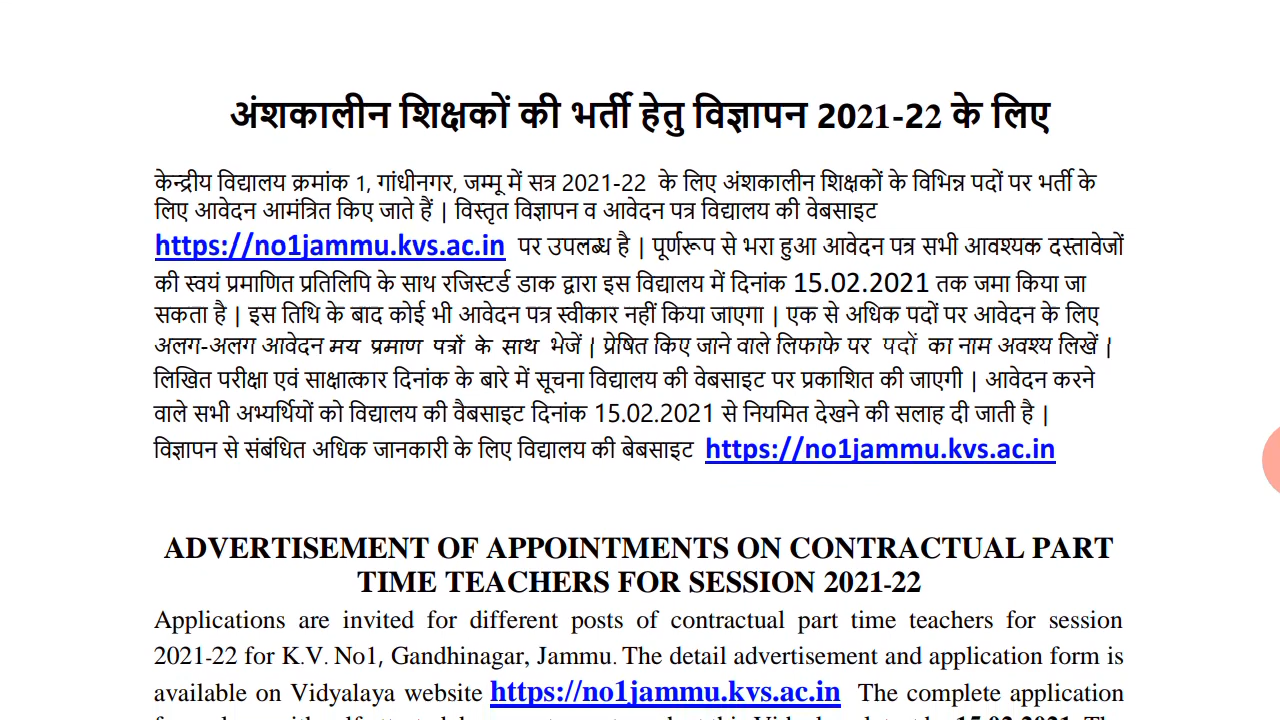 अंशकालीन शिक्षकों की भर्ती हेतु विज्ञापन 2021-22 के लिए
केन्द्रीय विद्यालय क्रमांक 1, गांधीनगर, जम्मू में सत्र 2021-22 के लिए अंशकालीन शिक्षकों के विभिन्न पदों पर भर्ती के
लिए आवेदन आमंत्रित किए जाते हैं | विस्तृत विज्ञापन व आवेदन पत्र विद्यालय की वेबसाइट
https://no1jammu.kvs.ac.in पर उपलब्ध है | पूर्णरूप से भरा हुआ आवेदन पत्र सभी आवश्यक दस्तावेजों
की स्वयं प्रमाणित प्रतिलिपि के साथ रजिस्टर्ड डाक द्वारा इस विद्यालय में दिनांक 15.02.2021 तक जमा किया जा
सकता है | इस तिथि के बाद कोई भी आवेदन पत्र स्वीकार नहीं किया जाएगा | एक से अधिक पदों पर आवेदन के लिए
अलग-अलग आवेदन मय प्रमाण पत्रों के साथ भेजें | प्रेषित किए जाने वाले लिफाफे पर पदों का नाम अवश्य लिखें |
लिखित परीक्षा एवं साक्षात्कार दिनांक के बारे में सूचना विद्यालय की वेबसाइट पर प्रकाशित की जाएगी | आवेदन करने
वाले सभी अभ्यर्थियों को विद्यालय की वैबसाइट दिनांक 15.02.2021 से नियमित देखने की सलाह दी जाती है |
विज्ञापन से संबंधित अधिक जानकारी के लिए विद्यालय की बेबसाइट https://no1jammu.kvs.ac.in
ADVERTISEMENT OF APPOINTMENTS ON CONTRACTUAL PART
TIME TEACHERS FOR SESSION 2021-22
Applications are invited for different posts of contractual part time teachers for session
2021-22 for K.V. No1, Gandhinagar, Jammu. The detail advertisement and application form is
available on Vidyalaya website https://no1jammu.kvs.ac.in The complete application